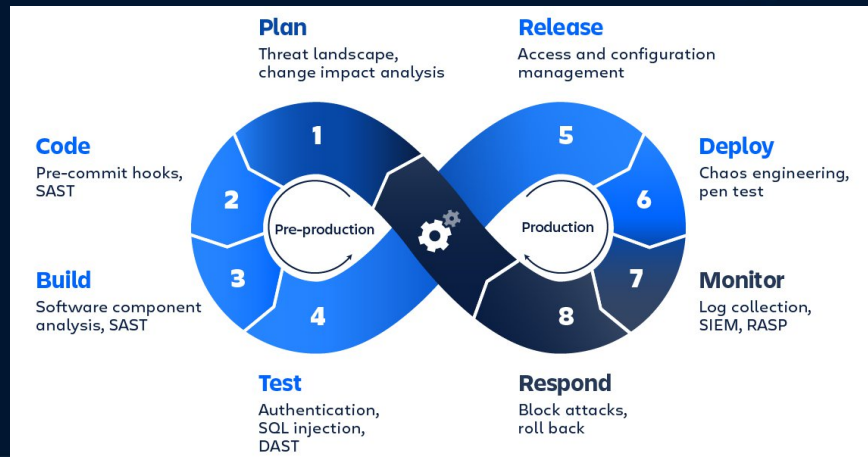 Plan
Threat landscape,
change impact analysis
Release
Access and configuration
management
Code
Pre-commit hooks,
SAST
Deploy
Chaos engineering,
pen test
Build
Software component
analysis, SAST
Monitor
Log collection,
SIEM, RASP
Test
Authentication,
SQL injection,
DAST
Respond
Block attacks,
roll back
1
2
3
4
Pre-production
5
6
7
8
Production